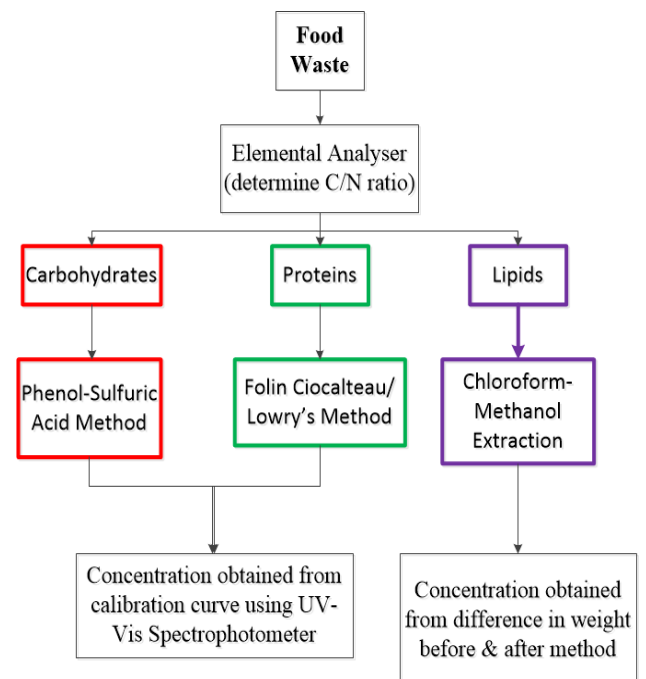 Food
Waste
Elemental Analyser
(determine C/N ratio)
Carbohydrates
Proteins
Lipids
Phenol-Sulfuric
Acid Method
Folin Ciocalteau/
Lowry's Method
Chloroform-
Methanol
Extraction
Concentration obtained from
calibration curve using UV-
Vis Spectrophotometer
Concentration obtained
from difference in weight
before & after method